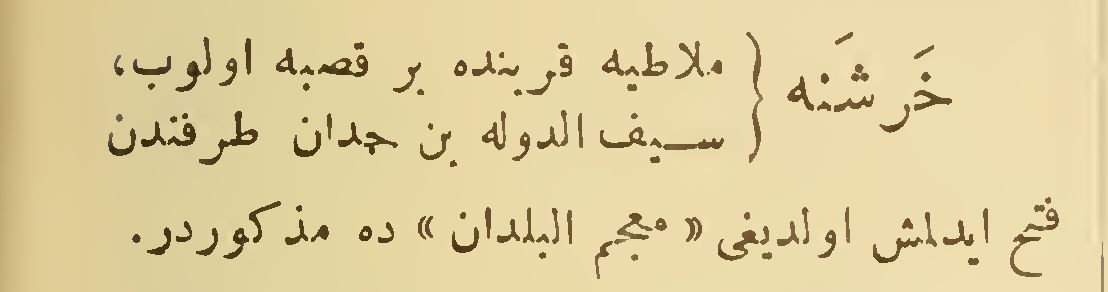 خَرشَنه { ملاطیه قربنده بر قصبه اولوب،
سیف الدوله بن حمدان طرفندن
فتح ایدلمش اولدیغی «معجم البلدان» ده مذکوردر.